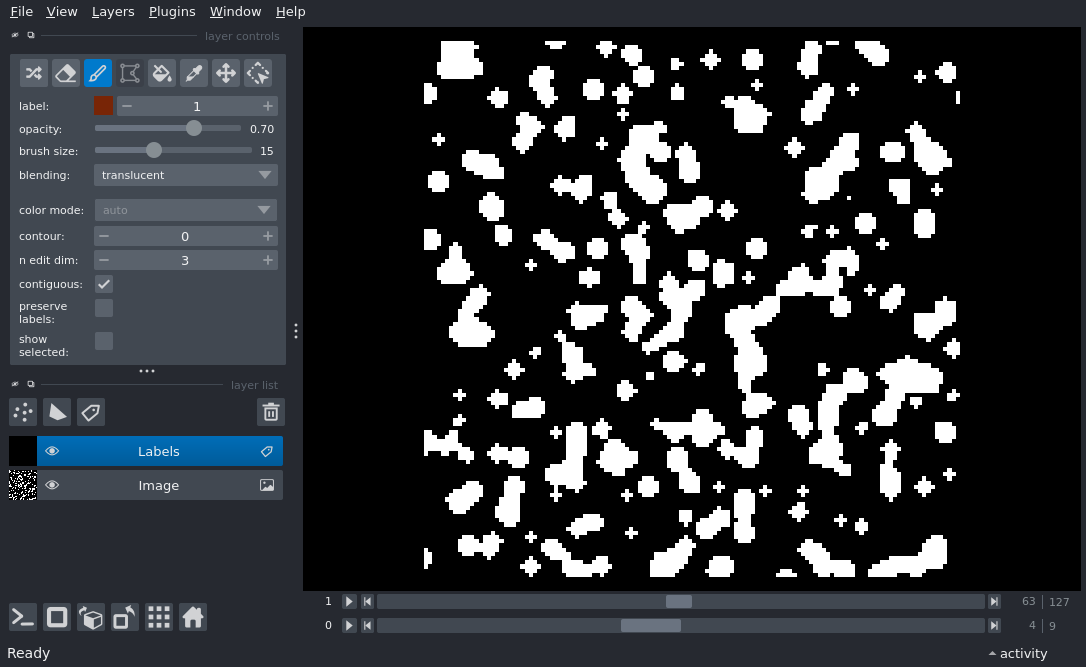 File View Layers Plugins Window Help
layer controls
label: 1
opacity: 0.70
brush size: 15
blending: translucent
color mode: auto
contour: 0
n edit dim: 3
contiguous:
preserve
labels:
show
selected:
layer list
Labels
Image
1 63 127
0 4 9
Ready activity